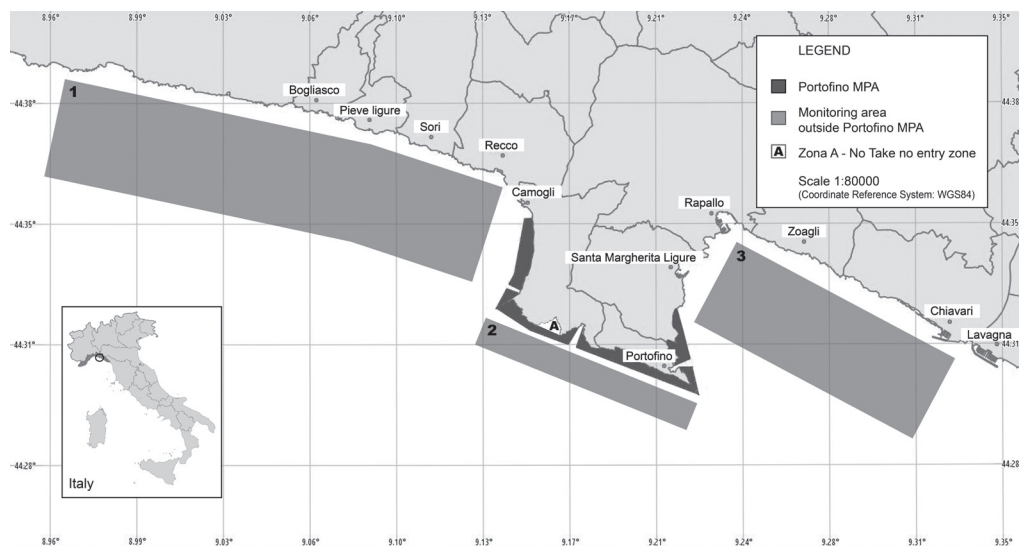 8.96° 8.99° 9.03° 9.06° 9.10° 9.13° 9.17° 9.21° 9.24° 9.28° 9.31° 9.35°
LEGEND
Portofino MPA
Monitoring area
outside Portofino MPA
A Zona A - No Take no entry zone
Scale 1:80000
(Coordinate Reference System: WGS84)
1
Bogliasco
44.38° 44.38°
Pieve ligure
Sori
Recco
Camogli
Rapallo
44.35° 44.35°
Zoagli
Santa Margherita Ligure
3
Chiavari
A
2
Lavagna
44.31° 44.31°
Portofino
44.28° 44.28°
Italy
8.96° 8.99° 9.03° 9.06° 9.10° 9.13° 9.17° 9.21° 9.24° 9.28° 9.31° 9.35°